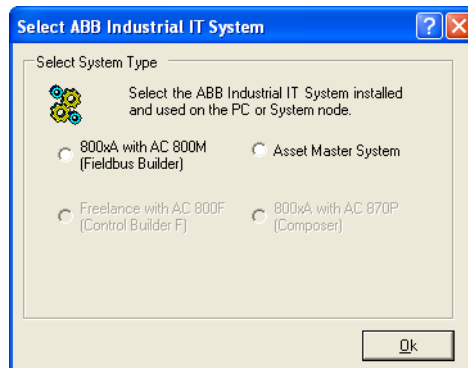 Select ABB Industrial IT System
Select System Type
Select the ABB Industrial IT System installed
and used on the PC or System node.
800xA with AC 800M
(Fieldbus Builder)
Asset Master System
Freelance with AC 800F
(Control Builder F)
800xA with AC 870P
(Composer)
Ok